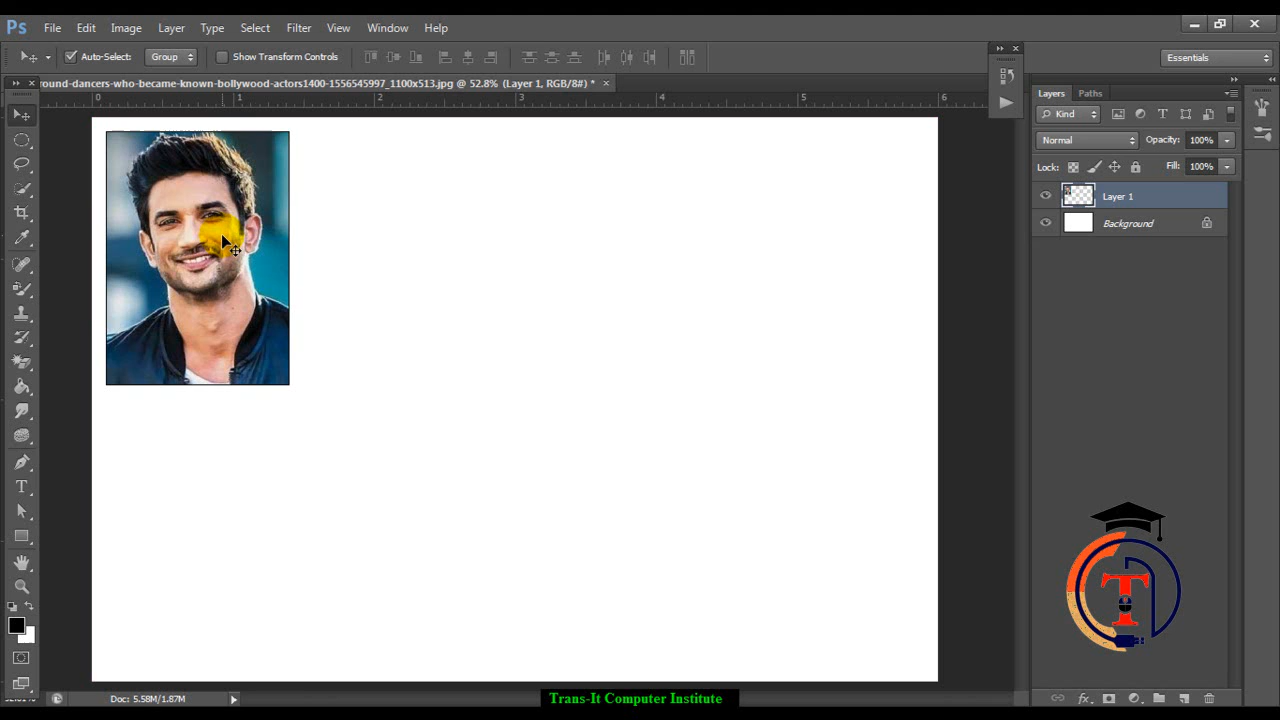 Ps File Edit Image Layer Type Select Filter View Window Help
Auto-Select: Group Show Transform Controls Essentials
round-dancers-who-became-known-bollywood-actors1400-1556545997_1100x513.jpg @ 52.8% (Layer 1, RGB/8#) * ×
0 1 2 3 4 5 6
Layers Paths
Kind
Normal Opacity: 100%
Lock: Fill: 100%
Layer 1
Background
T
Doc: 5.58M/1.87M
Trans-It Computer Institute